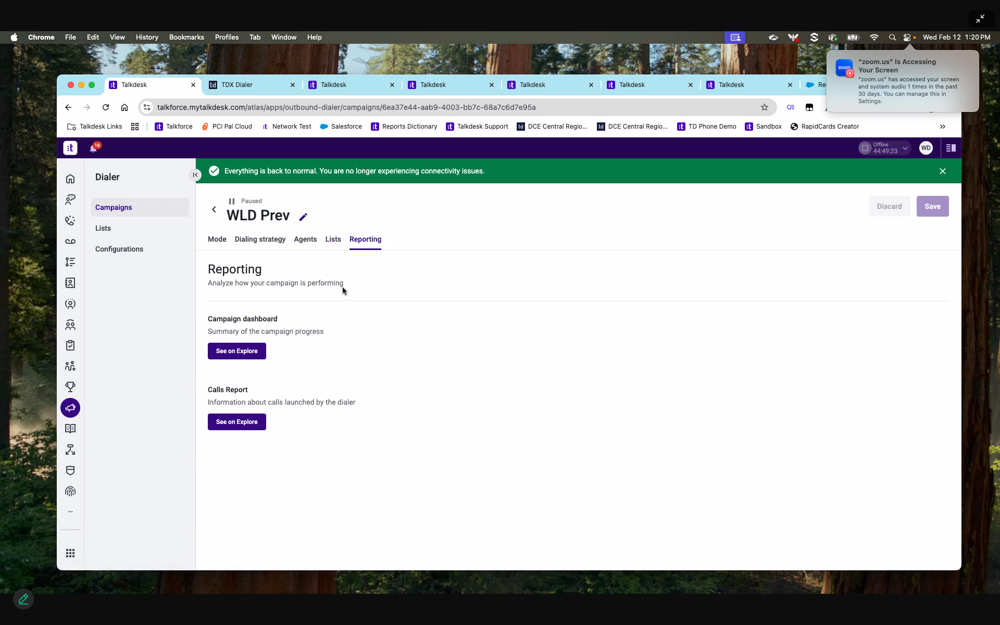 Chrome File Edit View History Bookmarks Profiles Tab Window Help Wed Feb 12 1:20 PM
"zoom.us" Is Accessing
Your Screen
"zoom.us" has accessed your screen
and system audio 1 times in the past
30 days. You can manage this in
Settings.
zoom
Talkdesk td TDX Dialer Talkdesk Talkdesk Talkdesk Talkdesk Talkdesk
talkforce.mytalkdesk.com/atlas/apps/outbound-dialer/campaigns/6ea37e44-aab9-4003-bb7c-68a7c6d7e95a
C/S
Talkdesk Links Talkforce PCI Pal Cloud Network Test Salesforce Reports Dictionary Talkdesk Support td DCE Central Regio... td DCE Central Regio... TD Phone Demo Sandbox RapidCards Creator »
:t 16 Offline
44:49:23 WD
Dialer
Campaigns
Lists
Configurations
Everything is back to normal. You are no longer experiencing connectivity issues.
Paused
WLD Prev
Discard Save
Mode Dialing strategy Agents Lists Reporting
Reporting
Analyze how your campaign is performing
Campaign dashboard
Summary of the campaign progress
See on Explore
Calls Report
Information about calls launched by the dialer
See on Explore